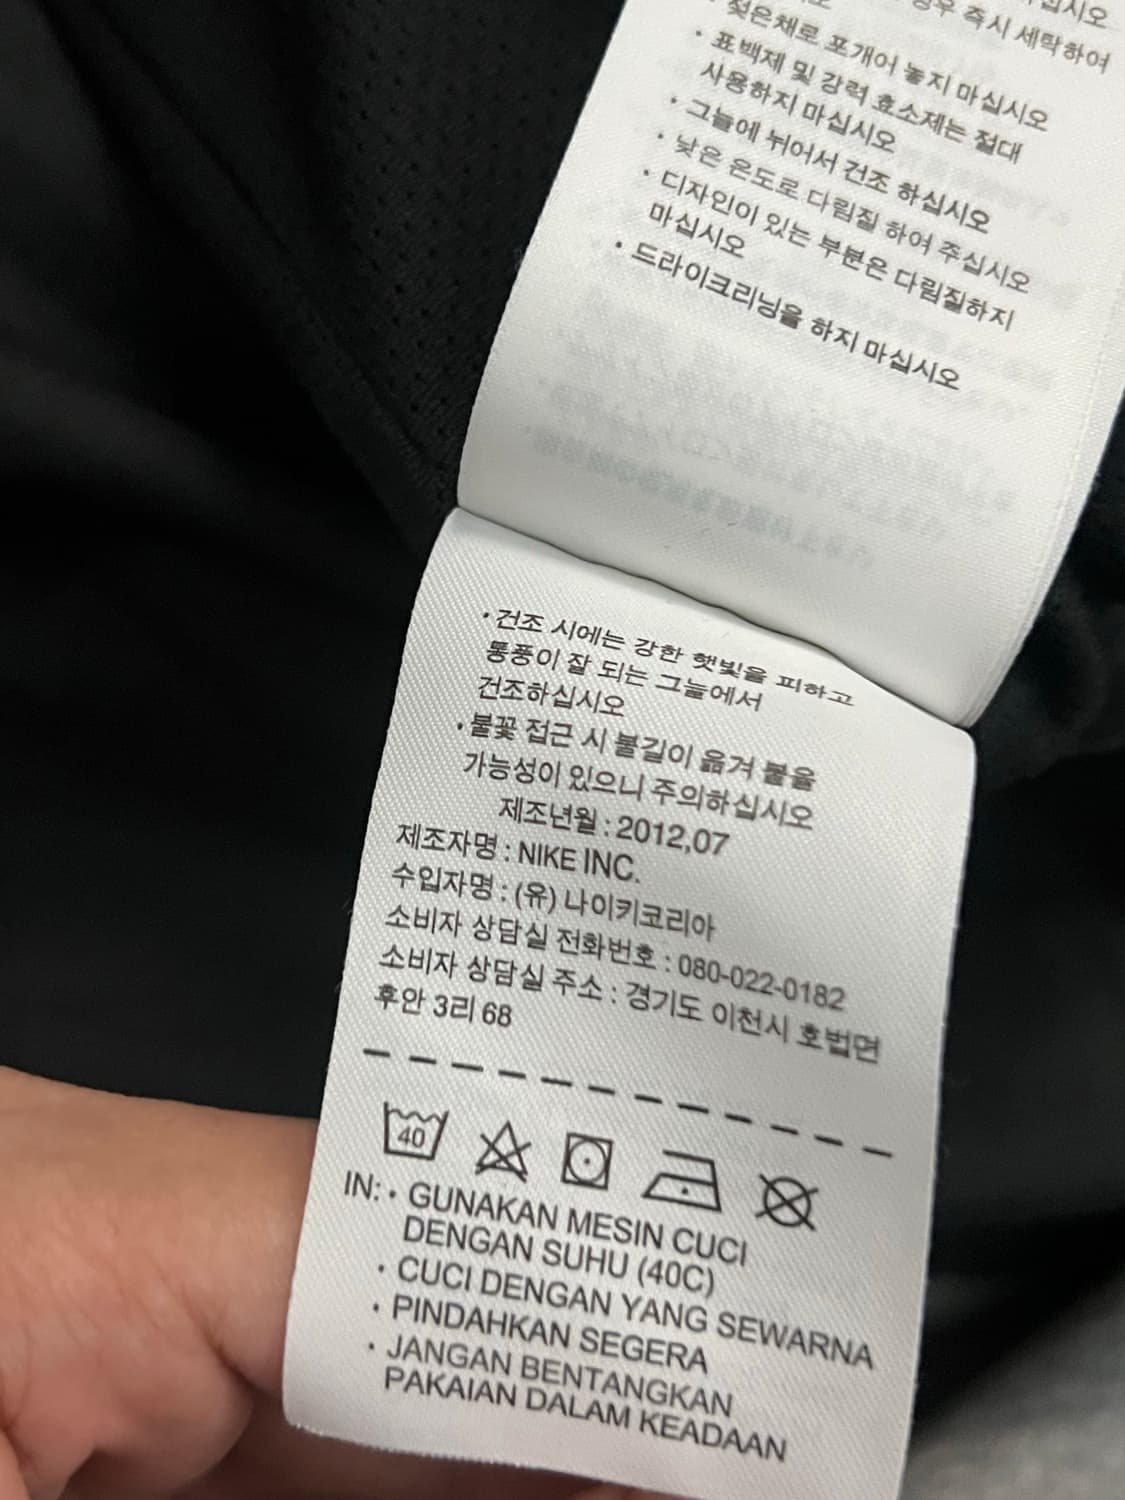 경우 즉시 세탁하여
· 젖은채로 포개어 놓지 마십시오
· 표백제 및 강력 효소제는 절대
사용하지 마십시오
· 그늘에 뉘어서 건조 하십시오
· 낮은 온도로 다림질 하여 주십시오
· 디자인이 있는 부분은 다림질하지
마십시오
· 드라이크리닝을 하지 마십시오
· 건조 시에는 강한 햇빛을 피하고
통풍이 잘 되는 그늘에서
건조하십시오
· 불꽃 접근 시 불길이 옮겨 붙을
가능성이 있으니 주의하십시오
제조년월 : 2012,07
제조자명 : NIKE INC.
수입자명 : (유) 나이키코리아
소비자 상담실 전화번호 : 080-022-0182
소비자 상담실 주소 : 경기도 이천시 호법면
후안 3리 68
40
IN: · GUNAKAN MESIN CUCI
DENGAN SUHU (40C)
· CUCI DENGAN YANG SEWARNA
· PINDAHKAN SEGERA
· JANGAN BENTANGKAN
PAKAIAN DALAM KEADAAN